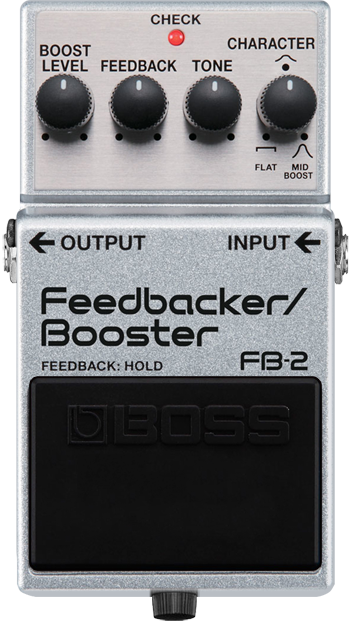 CHECK
BOOST
LEVEL
FEEDBACK
TONE
CHARACTER
FLAT
MID
BOOST
OUTPUT
INPUT
Feedbacker/
Booster
FEEDBACK: HOLD
FB-2
BOSS